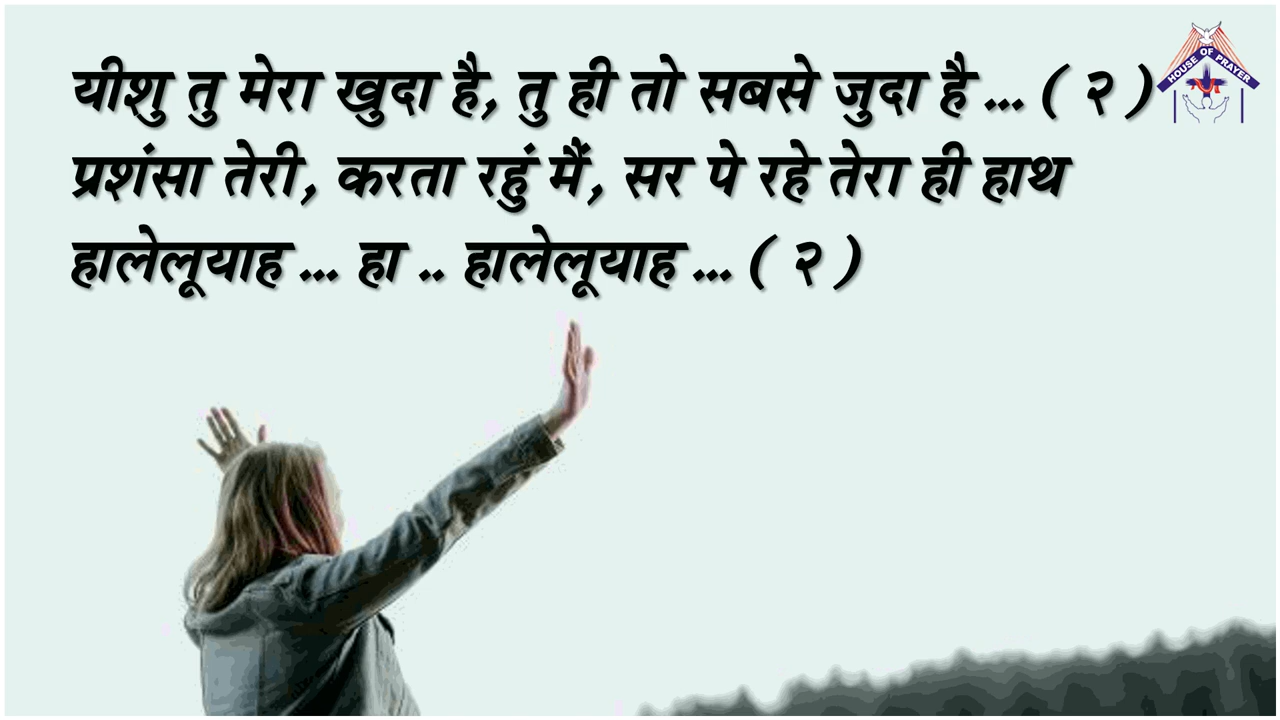 यीशु तु मेरा खुदा है, तु ही तो सबसे जुदा है ... ( २ )
प्रशंसा तेरी, करता रहुं मैं, सर पे रहे तेरा ही हाथ
हालेलूयाह ... हा .. हालेलूयाह ... ( २ )
HOUSE OF PRAYER